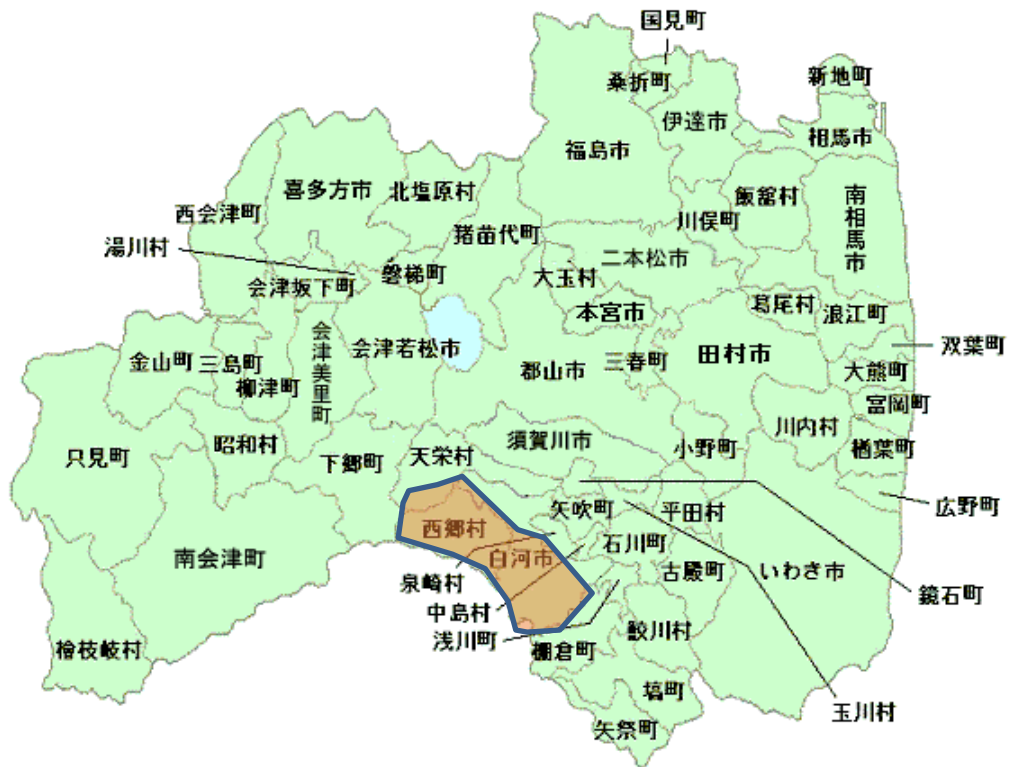 国見町
桑折町
新地町
伊達市
相馬市
福島市
喜多方市
北塩原村
飯舘村
西会津町
川俣町
南相馬市
湯川村
猪苗代町
二本松市
磐梯町
大玉村
会津坂下町
葛尾村
本宮市
浪江町
会津美里町
会津若松市
双葉町
金山町
三島町
三春町
田村市
郡山市
大熊町
柳津町
富岡町
川内村
須賀川市
昭和村
小野町
楢葉町
只見町
下郷町
天栄村
広野町
矢吹町
平田村
西郷村
石川町
南会津町
白河市
泉崎村
古殿町
いわき市
鏡石町
中島村
浅川町
鮫川村
檜枝岐村
棚倉町
塙町
玉川村
矢祭町